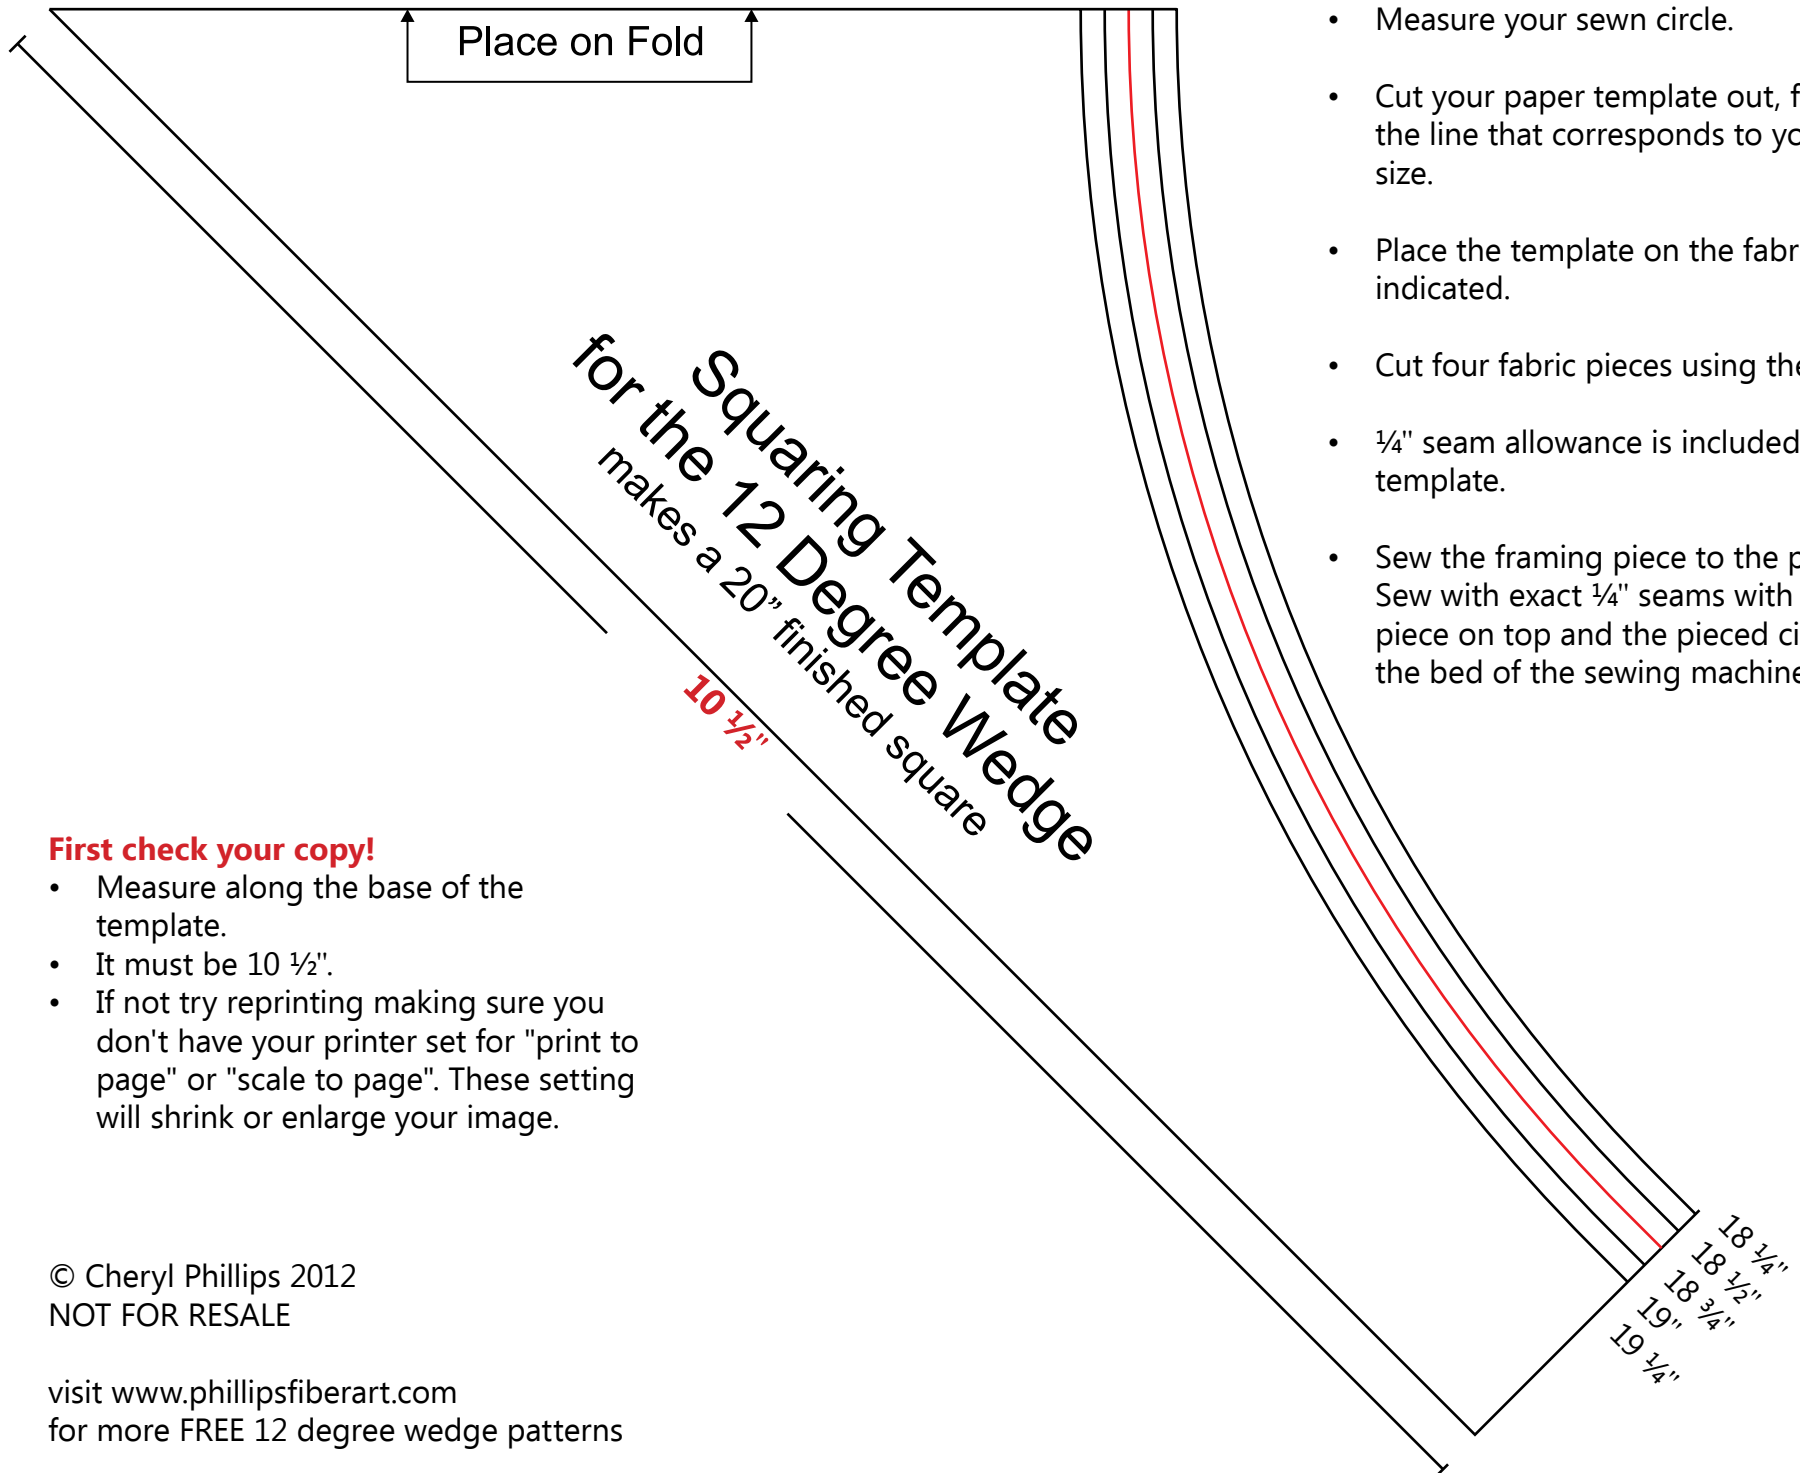 Place on Fold
Squaring Template
for the 12 Degree Wedge
makes a 20” finished square
10 ½"
First check your copy!
• Measure along the base of the
template.
• It must be 10 ½".
• If not try reprinting making sure you
don't have your printer set for "print to
page" or "scale to page". These setting
will shrink or enlarge your image.
© Cheryl Phillips 2012
NOT FOR RESALE
visit www.phillipsfiberart.com
for more FREE 12 degree wedge patterns
• Measure your sewn circle.
• Cut your paper template out,
the line that corresponds to
size.
• Place the template on the
indicated.
• Cut four fabric pieces using
• ¼" seam allowance is included
template.
• Sew the framing piece to the
Sew with exact ¼" seams with
piece on top and the pieced
the bed of the sewing machine
18 ¼"
18 ½"
18 ¾"
19"
19 ¼"